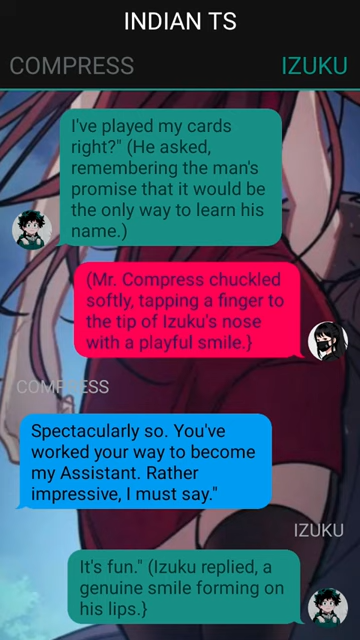 INDIAN TS
COMPRESS IZUKU
I've played my cards
right?" (He asked,
remembering the man's
promise that it would be
the only way to learn his
name.)
(Mr. Compress chuckled
softly, tapping a finger to
the tip of Izuku's nose
with a playful smile.}
COMPRESS
Spectacularly so. You've
worked your way to become
my Assistant. Rather
impressive, I must say."
IZUKU
It's fun." (Izuku replied, a
genuine smile forming on
his lips.}